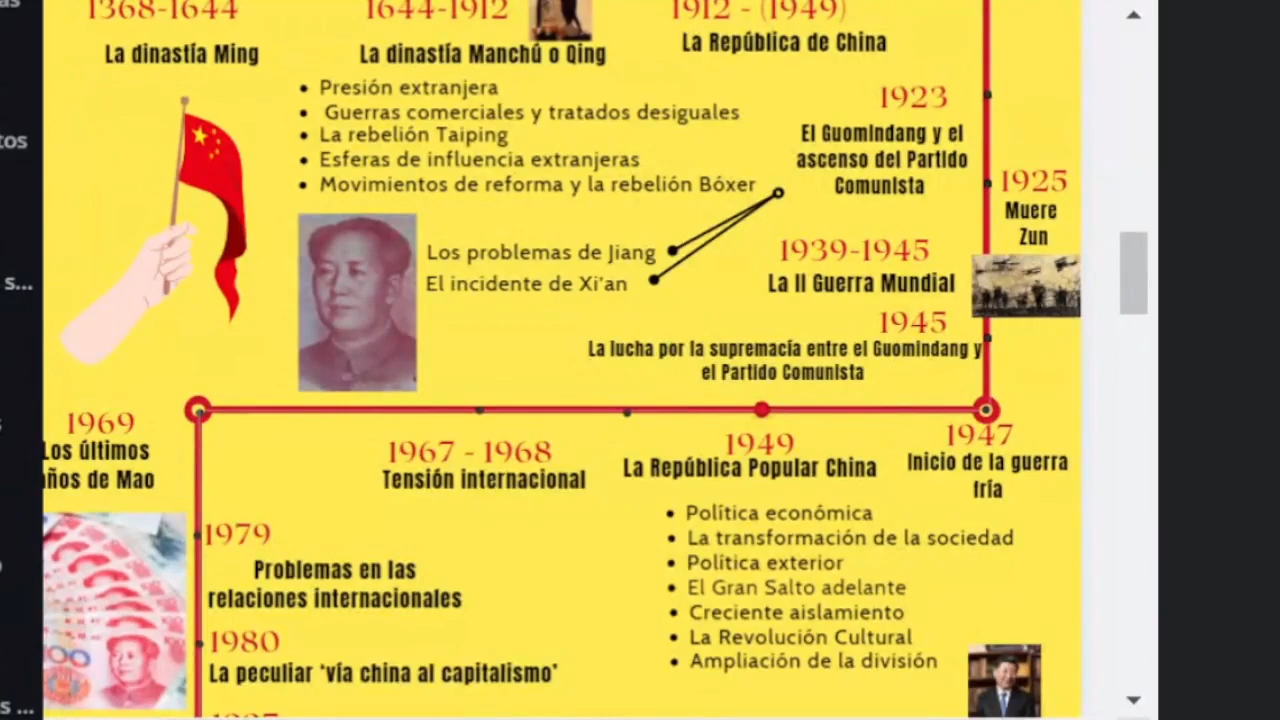 1368-1644
1644-1912
1912 - (1949)
La dinastía Ming
La dinastía Manchú o Qing
La República de China
Presión extranjera
Guerras comerciales y tratados desiguales
La rebelión Taiping
Esferas de influencia extranjeras
Movimientos de reforma y la rebelión Bóxer
1923
El Guomindang y el
ascenso del Partido
Comunista
1925
Muere
Zun
Los problemas de Jiang
El incidente de Xi'an
1939-1945
La II Guerra Mundial
1945
La lucha por la supremacía entre el Guomindang y
el Partido Comunista
1969
Los últimos
años de Mao
1967 - 1968
Tensión internacional
1949
La República Popular China
1947
Inicio de la guerra
fría
Política económica
La transformación de la sociedad
Política exterior
El Gran Salto adelante
Creciente aislamiento
La Revolución Cultural
Ampliación de la división
1979
Problemas en las
relaciones internacionales
1980
La peculiar 'vía china al capitalismo'
tos
s...
s ...
100